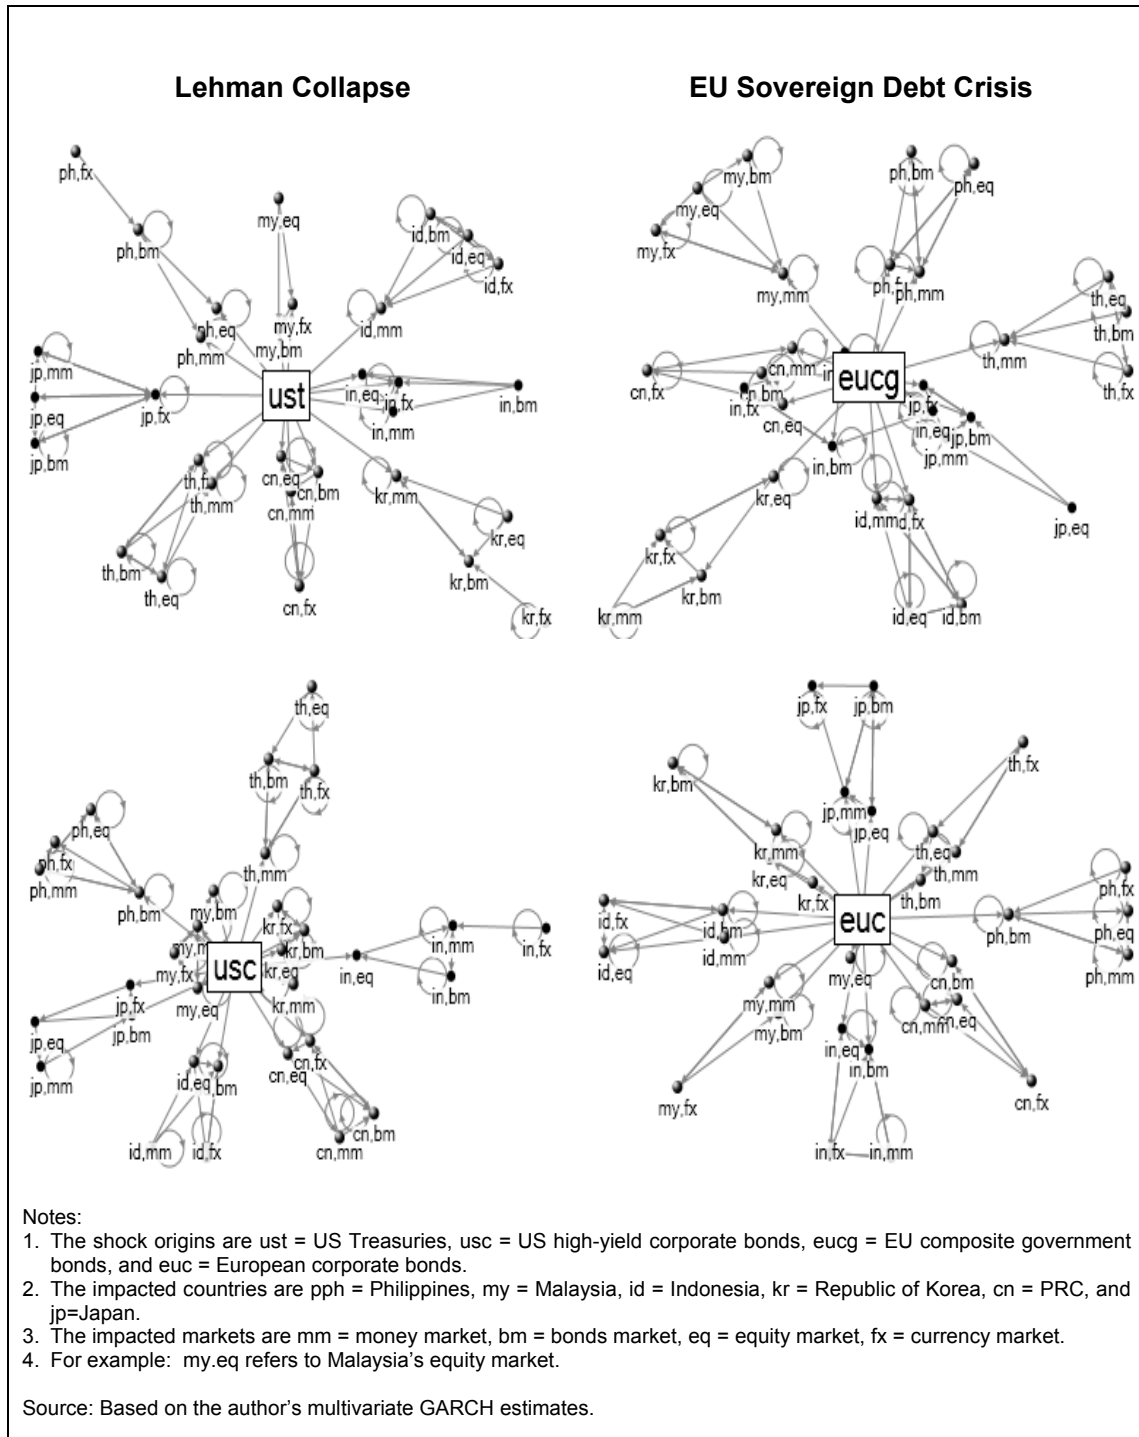 Lehman Collapse
EU Sovereign Debt Crisis
ph,fx
my,eq
ph,bm
id,bm
id,eq
id,fx
ph,eq
my,fx
id,mm
ph,mm
my,bm
jp,mm
ust
in,eq
in,fx
in,bm
jp,eq
jp,fx
in,mm
jp,bm
th,mm
cn,eq
cn,bm
kr,mm
cn,mm
kr,eq
th,bm
th,eq
kr,bm
cn,fx
kr,fx
my,bm
ph,bm
ph,eq
my,eq
my,fx
my,mm
ph,mm
th,eq
th,bm
th,mm
cn,mm
eucg
cn,fx
th,fx
in,fx
cn,eq
jp,fx
in,eq
jp,bm
in,bm
jp,mm
kr,eq
id,mm
jp,eq
kr,fx
kr,bm
kr,mm
id,eq
id,bm
th,eq
th,bm
th,fx
ph,eq
ph,fx
ph,mm
th,mm
ph,bm
my,bm
kr,fx
kr,bm
in,mm
in,fx
my,fx
usc
kr,eq
in,eq
jp,fx
my,eq
kr,mm
in,bm
jp,eq
jp,bm
jp,mm
id,eq
cn,fx
cn,eq
id,mm
id,fx
cn,mm
cn,bm
jp,fx
jp,bm
kr,bm
th,fx
jp,mm
jp,eq
kr,mm
th,eq
kr,eq
th,mm
kr,fx
th,bm
ph,fx
id,fx
id,bm
euc
ph,bm
ph,eq
id,eq
id,mm
ph,mm
my,eq
cn,bm
my,mm
my,bm
cn,mm
cn,eq
in,eq
in,bm
my,fx
cn,fx
in,fx
in,mm
Notes:
1. The shock origins are ust = US Treasuries, usc = US high-yield corporate bonds, eucg = EU composite government
bonds, and euc = European corporate bonds.
2. The impacted countries are pph = Philippines, my = Malaysia, id = Indonesia, kr = Republic of Korea, cn = PRC, and
jp=Japan.
3. The impacted markets are mm = money market, bm = bonds market, eq = equity market, fx = currency market.
4. For example: my.eq refers to Malaysia's equity market.
Source: Based on the author's multivariate GARCH estimates.